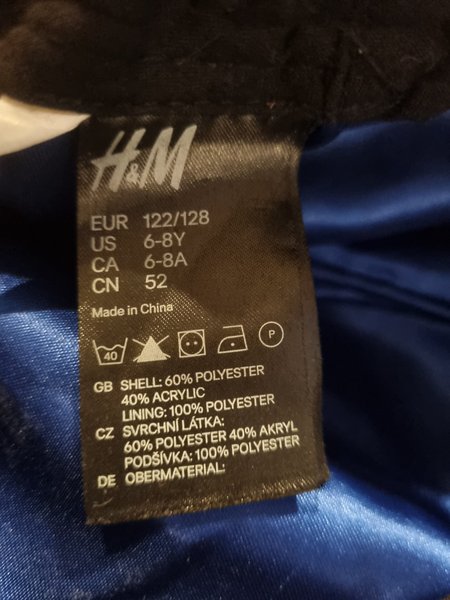 H&M
EUR 122/128
US 6-8Y
CA 6-8A
CN 52
Made in China
40 P
GB SHELL: 60% POLYESTER
40% ACRYLIC
LINING: 100% POLYESTER
CZ SVRCHNÍ LÁTKA:
60% POLYESTER 40% AKRYL
PODŠÍVKA: 100% POLYESTER
DE OBERMATERIAL: